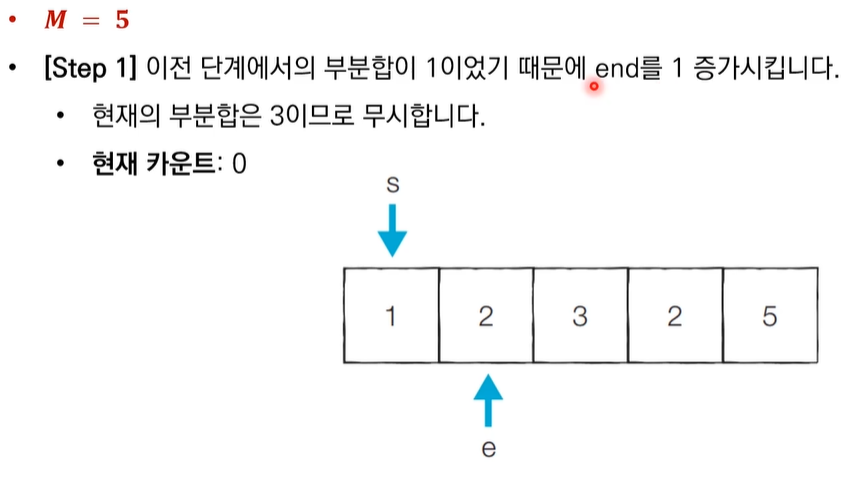 • M = 5
• [Step 1] 이전 단계에서의 부분합이 1이었기 때문에 end를 1 증가시킵니다.
• 현재의 부분합은 3이므로 무시합니다.
• 현재 카운트: 0
s
1 2 3 2 5
e